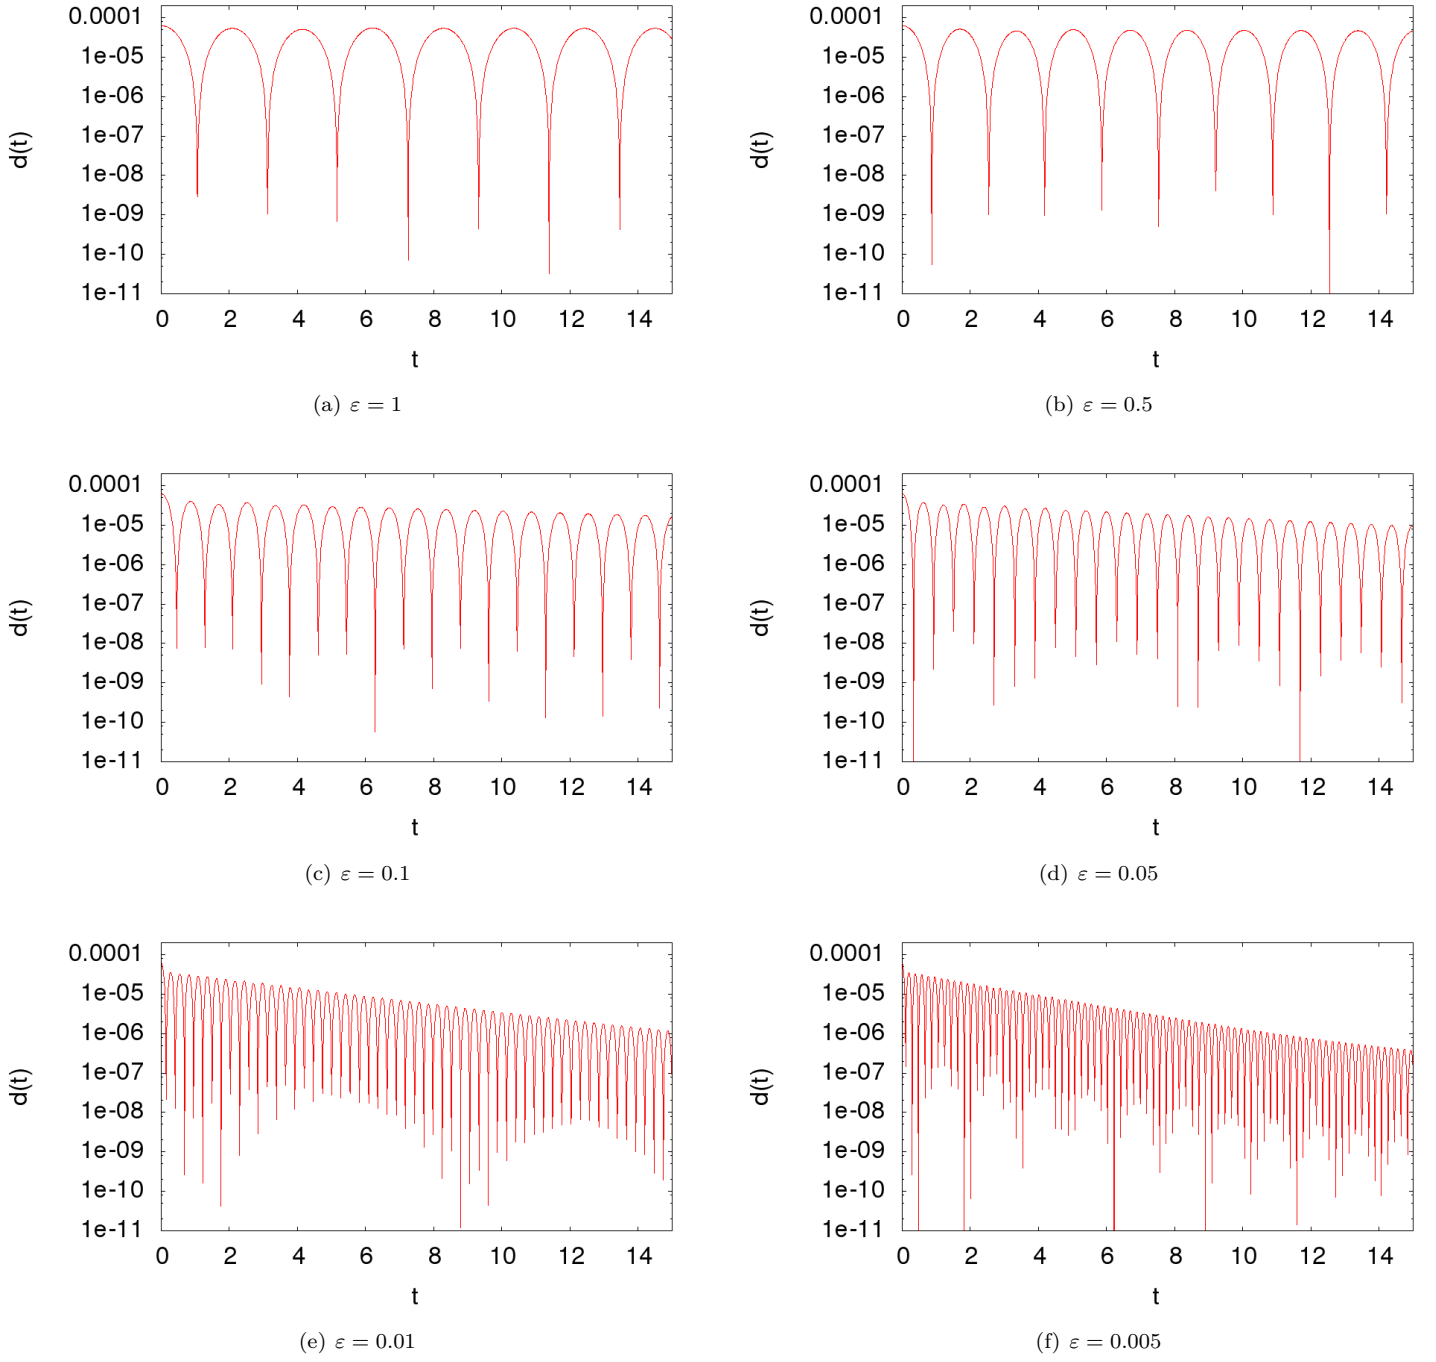 0.0001
1e-05
1e-06
1e-07
1e-08
1e-09
1e-10
1e-11
d(t)
0 2 4 6 8 10 12 14
t
(a) ε = 1
0.0001
1e-05
1e-06
1e-07
1e-08
1e-09
1e-10
1e-11
d(t)
0 2 4 6 8 10 12 14
t
(b) ε = 0.5
0.0001
1e-05
1e-06
1e-07
1e-08
1e-09
1e-10
1e-11
d(t)
0 2 4 6 8 10 12 14
t
(c) ε = 0.1
0.0001
1e-05
1e-06
1e-07
1e-08
1e-09
1e-10
1e-11
d(t)
0 2 4 6 8 10 12 14
t
(d) ε = 0.05
0.0001
1e-05
1e-06
1e-07
1e-08
1e-09
1e-10
1e-11
d(t)
0 2 4 6 8 10 12 14
t
(e) ε = 0.01
0.0001
1e-05
1e-06
1e-07
1e-08
1e-09
1e-10
1e-11
d(t)
0 2 4 6 8 10 12 14
t
(f) ε = 0.005